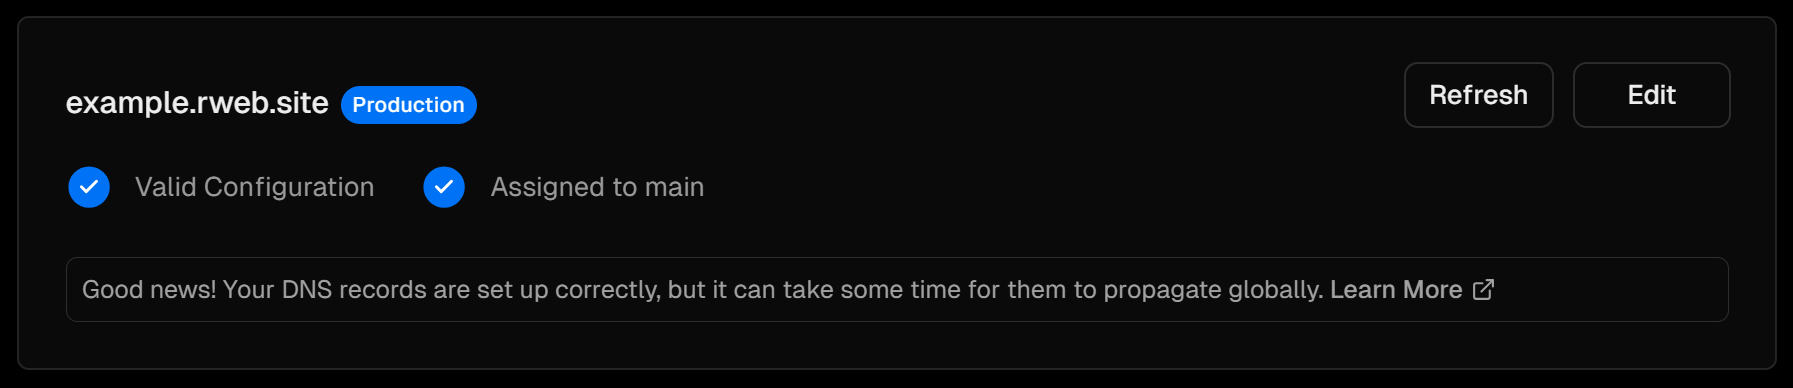 example.rweb.site Production
Refresh Edit
Valid Configuration Assigned to main
Good news! Your DNS records are set up correctly, but it can take some time for them to propagate globally. Learn More